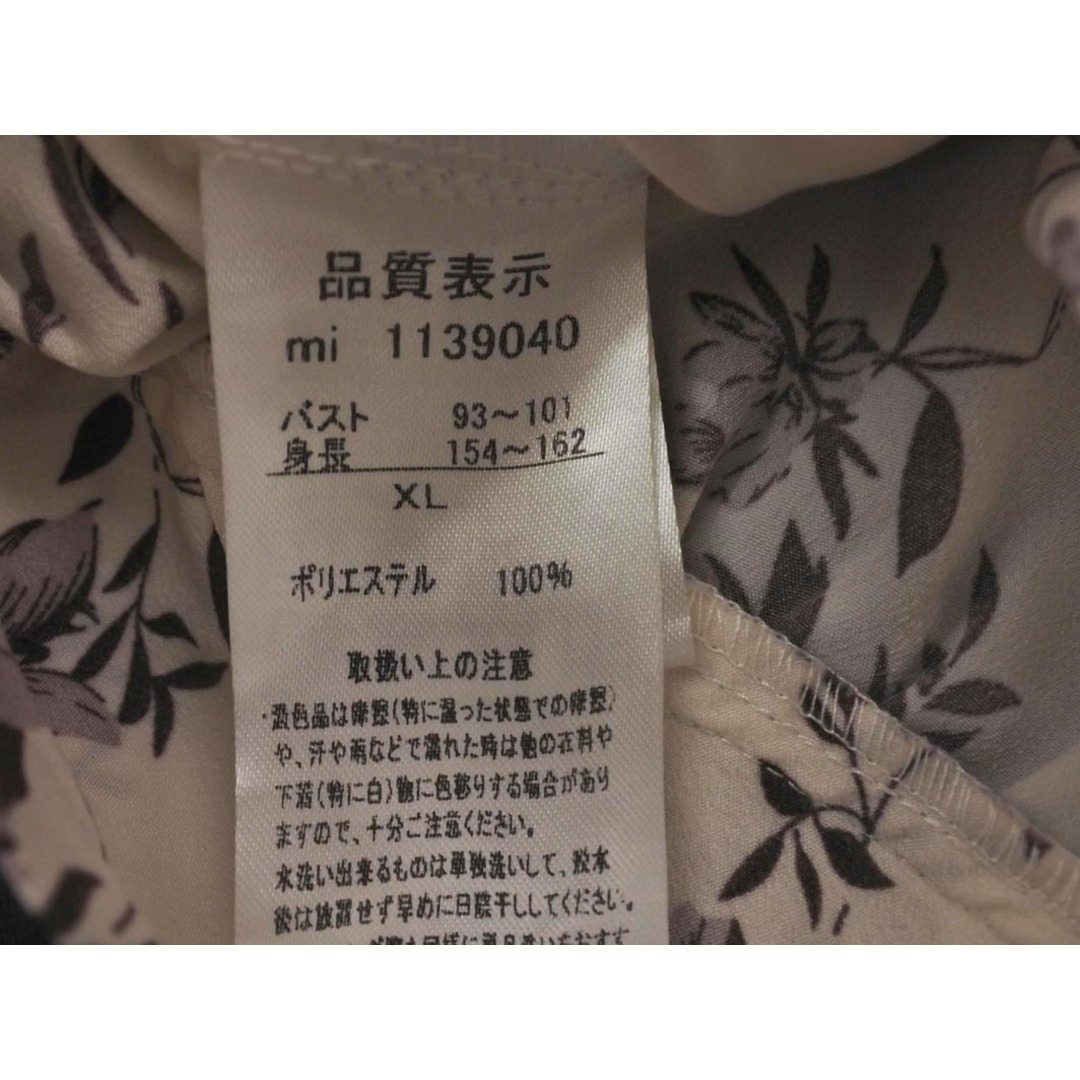 品質表示
mi 1139040
バスト 93～101
身長 154～162
XL
ポリエステル 100%
取扱い上の注意
・濃色品は摩擦(特に湿った状態での摩擦)
や、汗や雨などで濡れた時は他の衣料や
下着(特に白)物に色移りする場合があり
ますので、十分ご注意ください。
水洗い出来るものは単独洗いして、脱水
後は放置せず早めに日陰干ししてください。